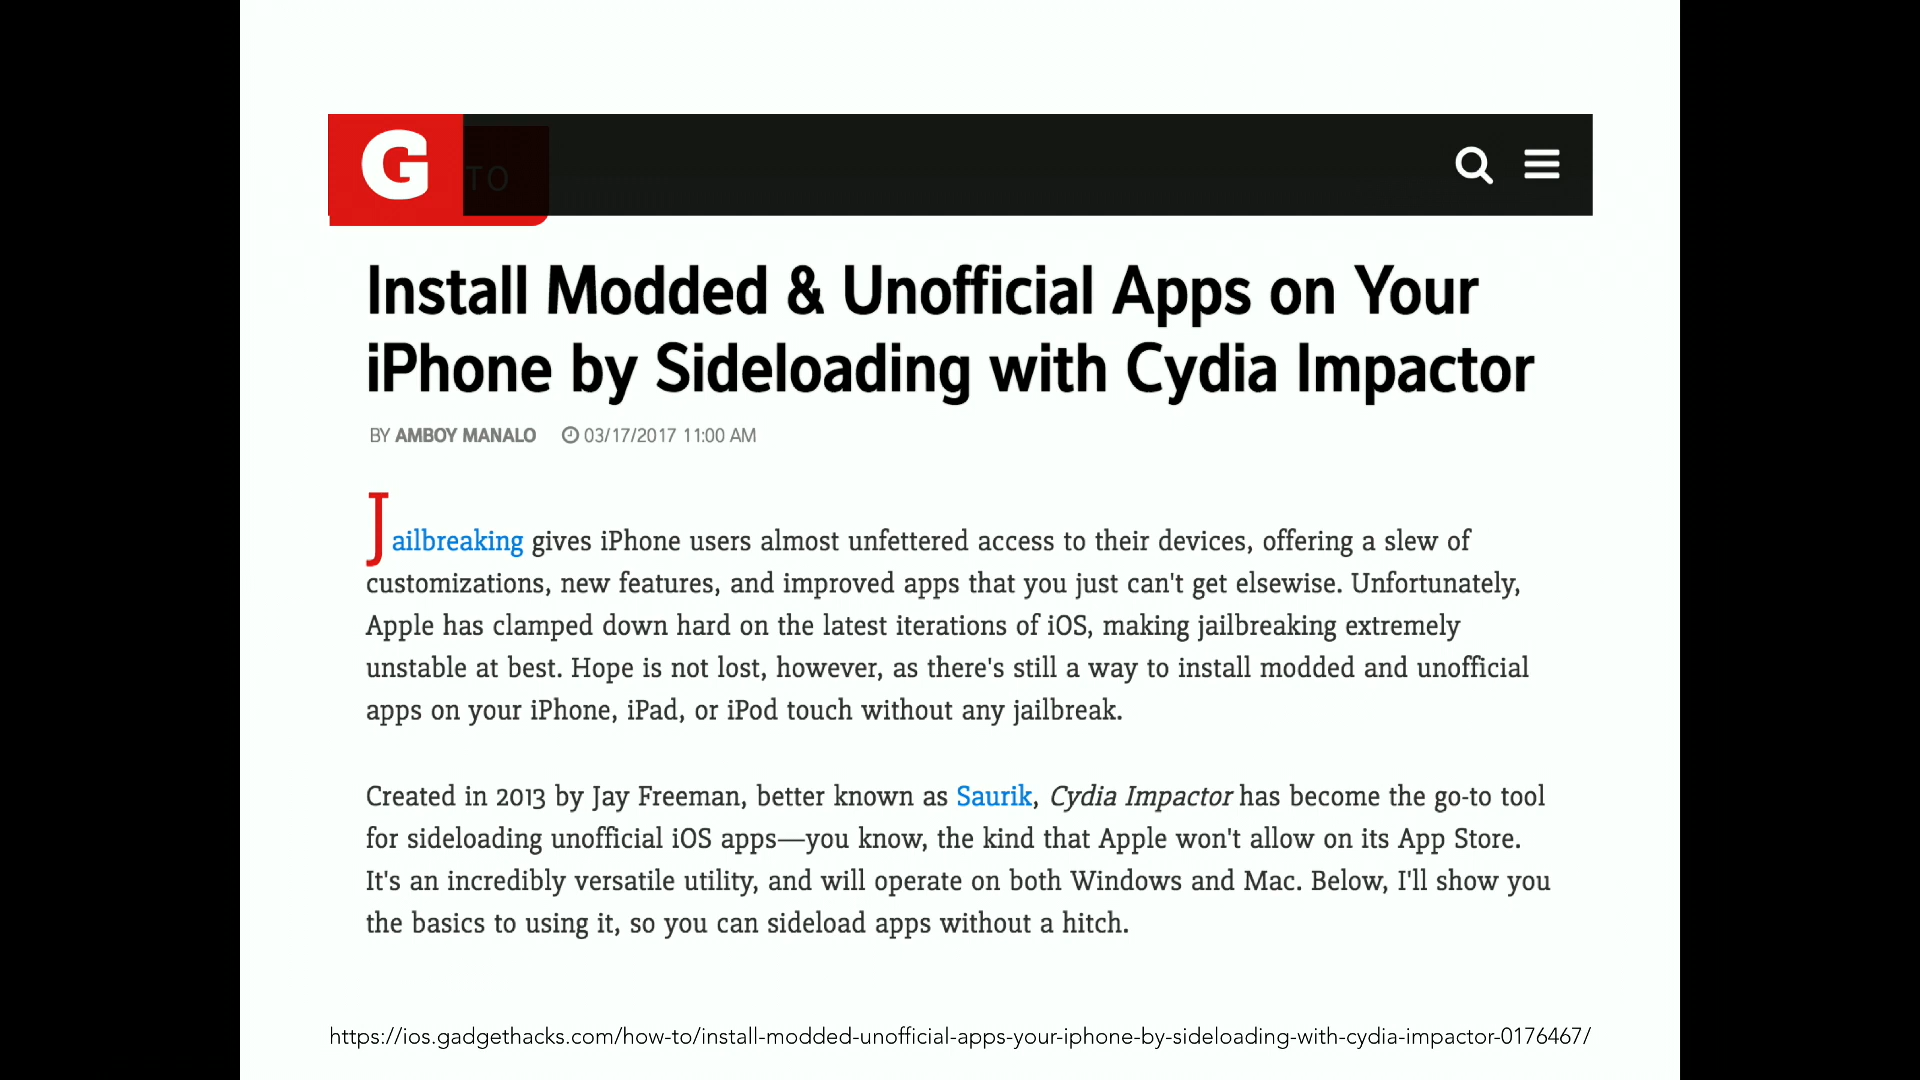 G
TO
Install Modded & Unofficial Apps on Your
iPhone by Sideloading with Cydia Impactor
BY AMBOY MANALO 03/17/2017 11:00 AM
Jailbreaking gives iPhone users almost unfettered access to their devices, offering a slew of
customizations, new features, and improved apps that you just can't get elsewise. Unfortunately,
Apple has clamped down hard on the latest iterations of iOS, making jailbreaking extremely
unstable at best. Hope is not lost, however, as there's still a way to install modded and unofficial
apps on your iPhone, iPad, or iPod touch without any jailbreak.
Created in 2013 by Jay Freeman, better known as Saurik, Cydia Impactor has become the go-to tool
for sideloading unofficial iOS apps—you know, the kind that Apple won't allow on its App Store.
It's an incredibly versatile utility, and will operate on both Windows and Mac. Below, I'll show you
the basics to using it, so you can sideload apps without a hitch.
https://ios.gadgethacks.com/how-to/install-modded-unofficial-apps-your-iphone-by-sideloading-with-cydia-impactor-0176467/